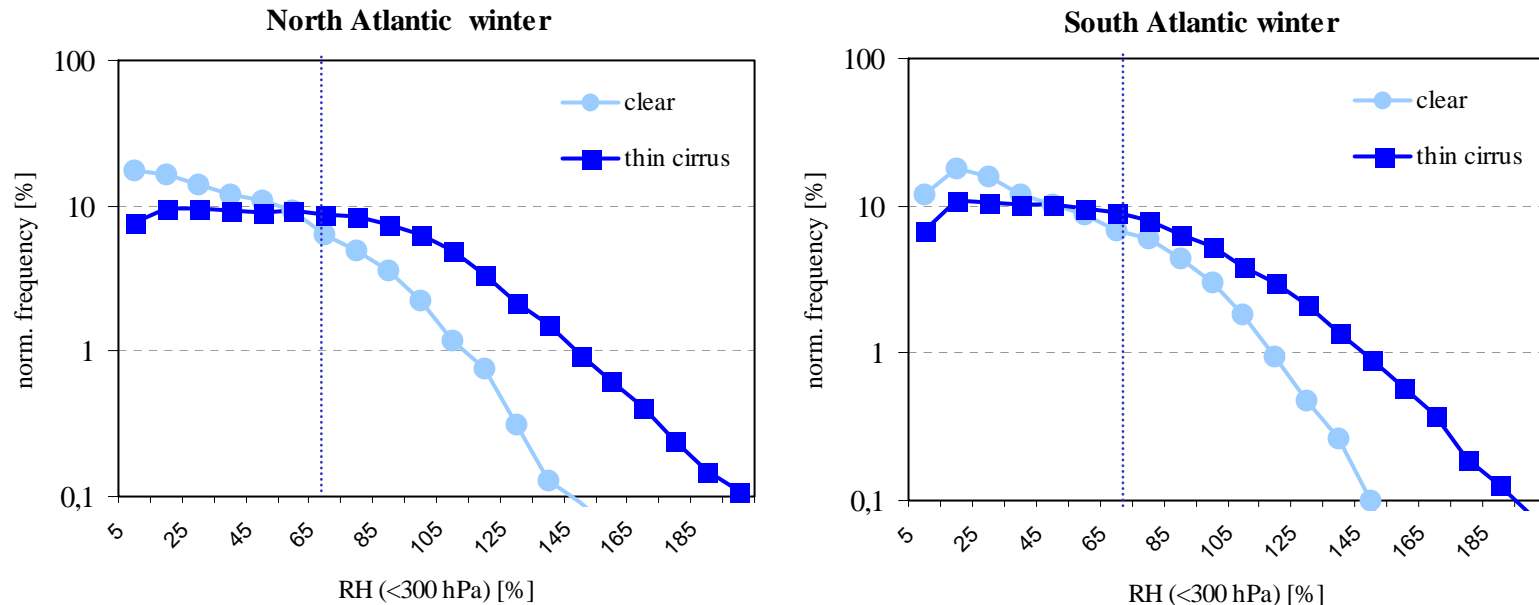 North Atlantic winter
100
10
1
0,1
norm. frequency [%]
clear
thin cirrus
5
25
45
65
85
105
125
145
165
185
RH (<300 hPa) [%]
South Atlantic winter
100
10
1
0,1
norm. frequency [%]
clear
thin cirrus
5
25
45
65
85
105
125
145
165
185
RH (<300 hPa) [%]